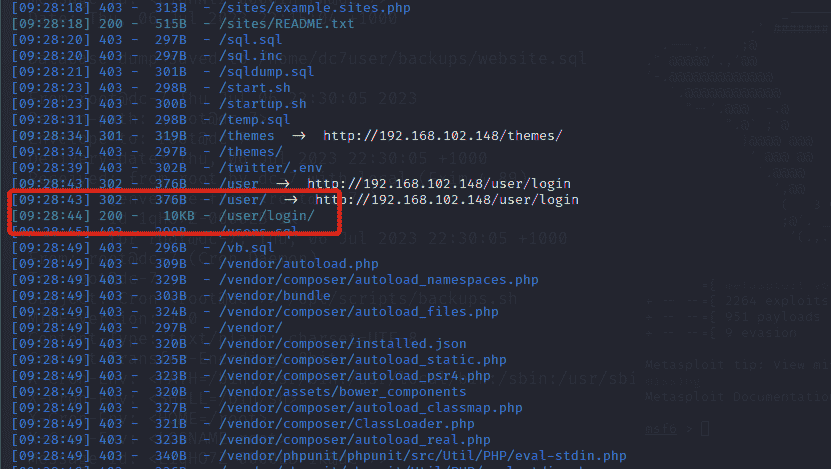 [09:28:18] 403 -   313B  - /sites/example.sites.php
[09:28:18] 200 -   515B  - /sites/README.txt
[09:28:20] 403 -   297B  - /sql.sql
[09:28:20] 403 -   297B  - /sql.inc
[09:28:21] 403 -   301B  - /sqldump.sql
[09:28:23] 403 -   298B  - /start.sh
[09:28:23] 403 -   300B  - /startup.sh
[09:28:31] 403 -   298B  - /temp.sql
[09:28:34] 301 -   319B  - /themes  →  http://192.168.102.148/themes/
[09:28:34] 403 -   297B  - /themes/
[09:28:39] 403 -   302B  - /twitter/.env
[09:28:43] 302 -   376B  - /user  →  http://192.168.102.148/user/login
[09:28:43] 302 -   376B  - /user/  →  http://192.168.102.148/user/login
[09:28:44] 200 -    10KB - /user/login/
[09:28:49] 403 -   296B  - /vb.sql
[09:28:49] 403 -   309B  - /vendor/autoload.php
[09:28:49] 403 -   329B  - /vendor/composer/autoload_namespaces.php
[09:28:49] 403 -   303B  - /vendor/bundle
[09:28:49] 403 -   324B  - /vendor/composer/autoload_files.php
[09:28:49] 403 -   297B  - /vendor/
[09:28:49] 403 -   320B  - /vendor/composer/installed.json
[09:28:49] 403 -   325B  - /vendor/composer/autoload_static.php
[09:28:49] 403 -   323B  - /vendor/composer/autoload_psr4.php
[09:28:49] 403 -   320B  - /vendor/assets/bower_components
[09:28:49] 403 -   327B  - /vendor/composer/autoload_classmap.php
[09:28:49] 403 -   321B  - /vendor/composer/ClassLoader.php
[09:28:49] 403 -   323B  - /vendor/composer/autoload_real.php
[09:28:49] 403 -   340B  - /vendor/phpunit/phpunit/src/Util/PHP/eval-stdin.php